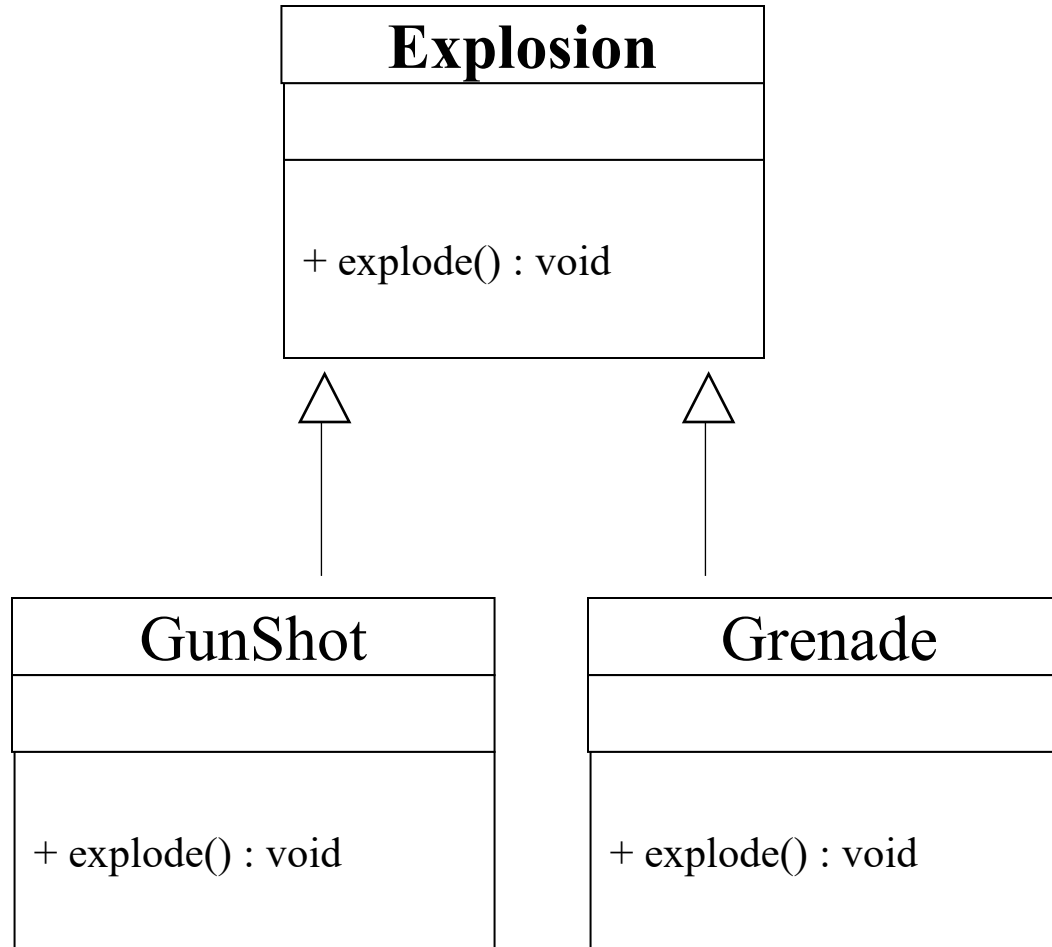 Explosion
+ explode() : void
GunShot
Grenade
+ explode() : void
+ explode() : void